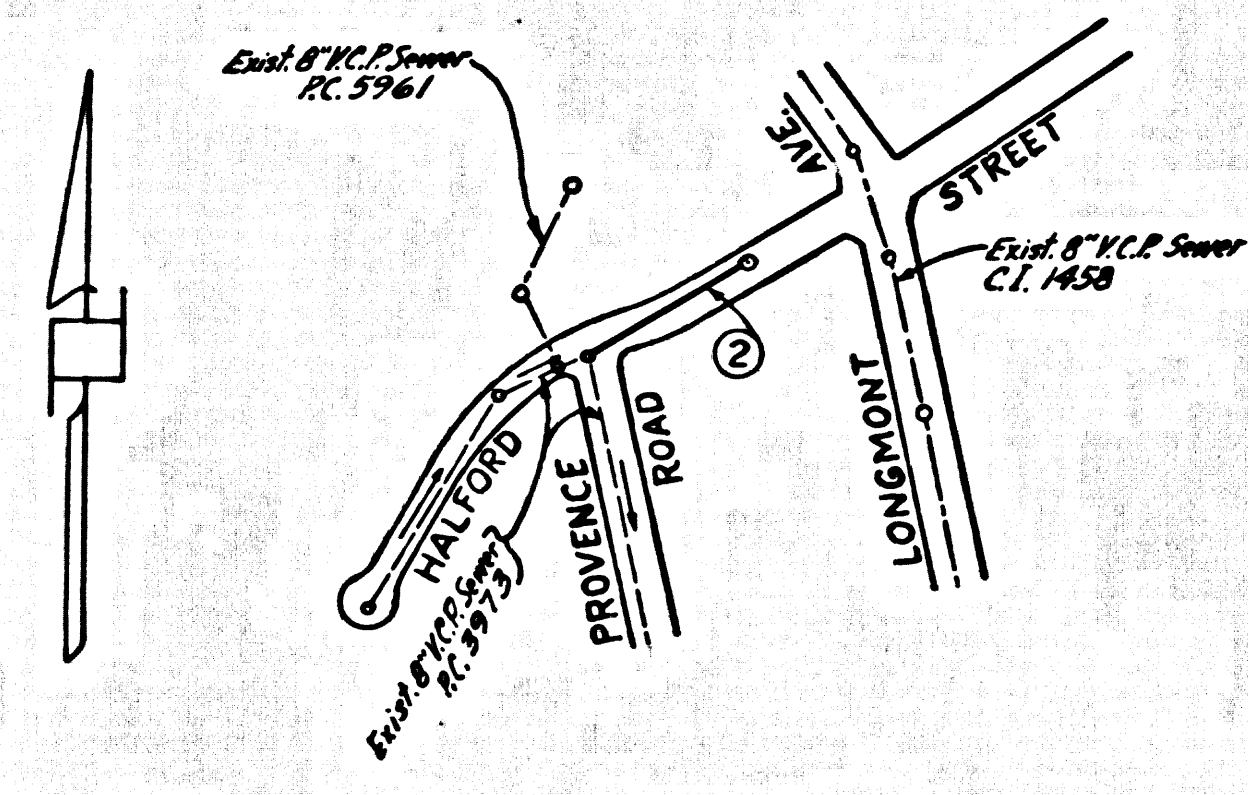 Exist. 8" V.C.P. Sewer
P.C. 5961
AVE.
STREET
Exist. 8" V.C.P. Sewer
C.I. 1458
2
LONGMONT
ROAD
HALFORD
PROVENCE
Exist. 8" V.C.P. Sewer
P.C. 3973